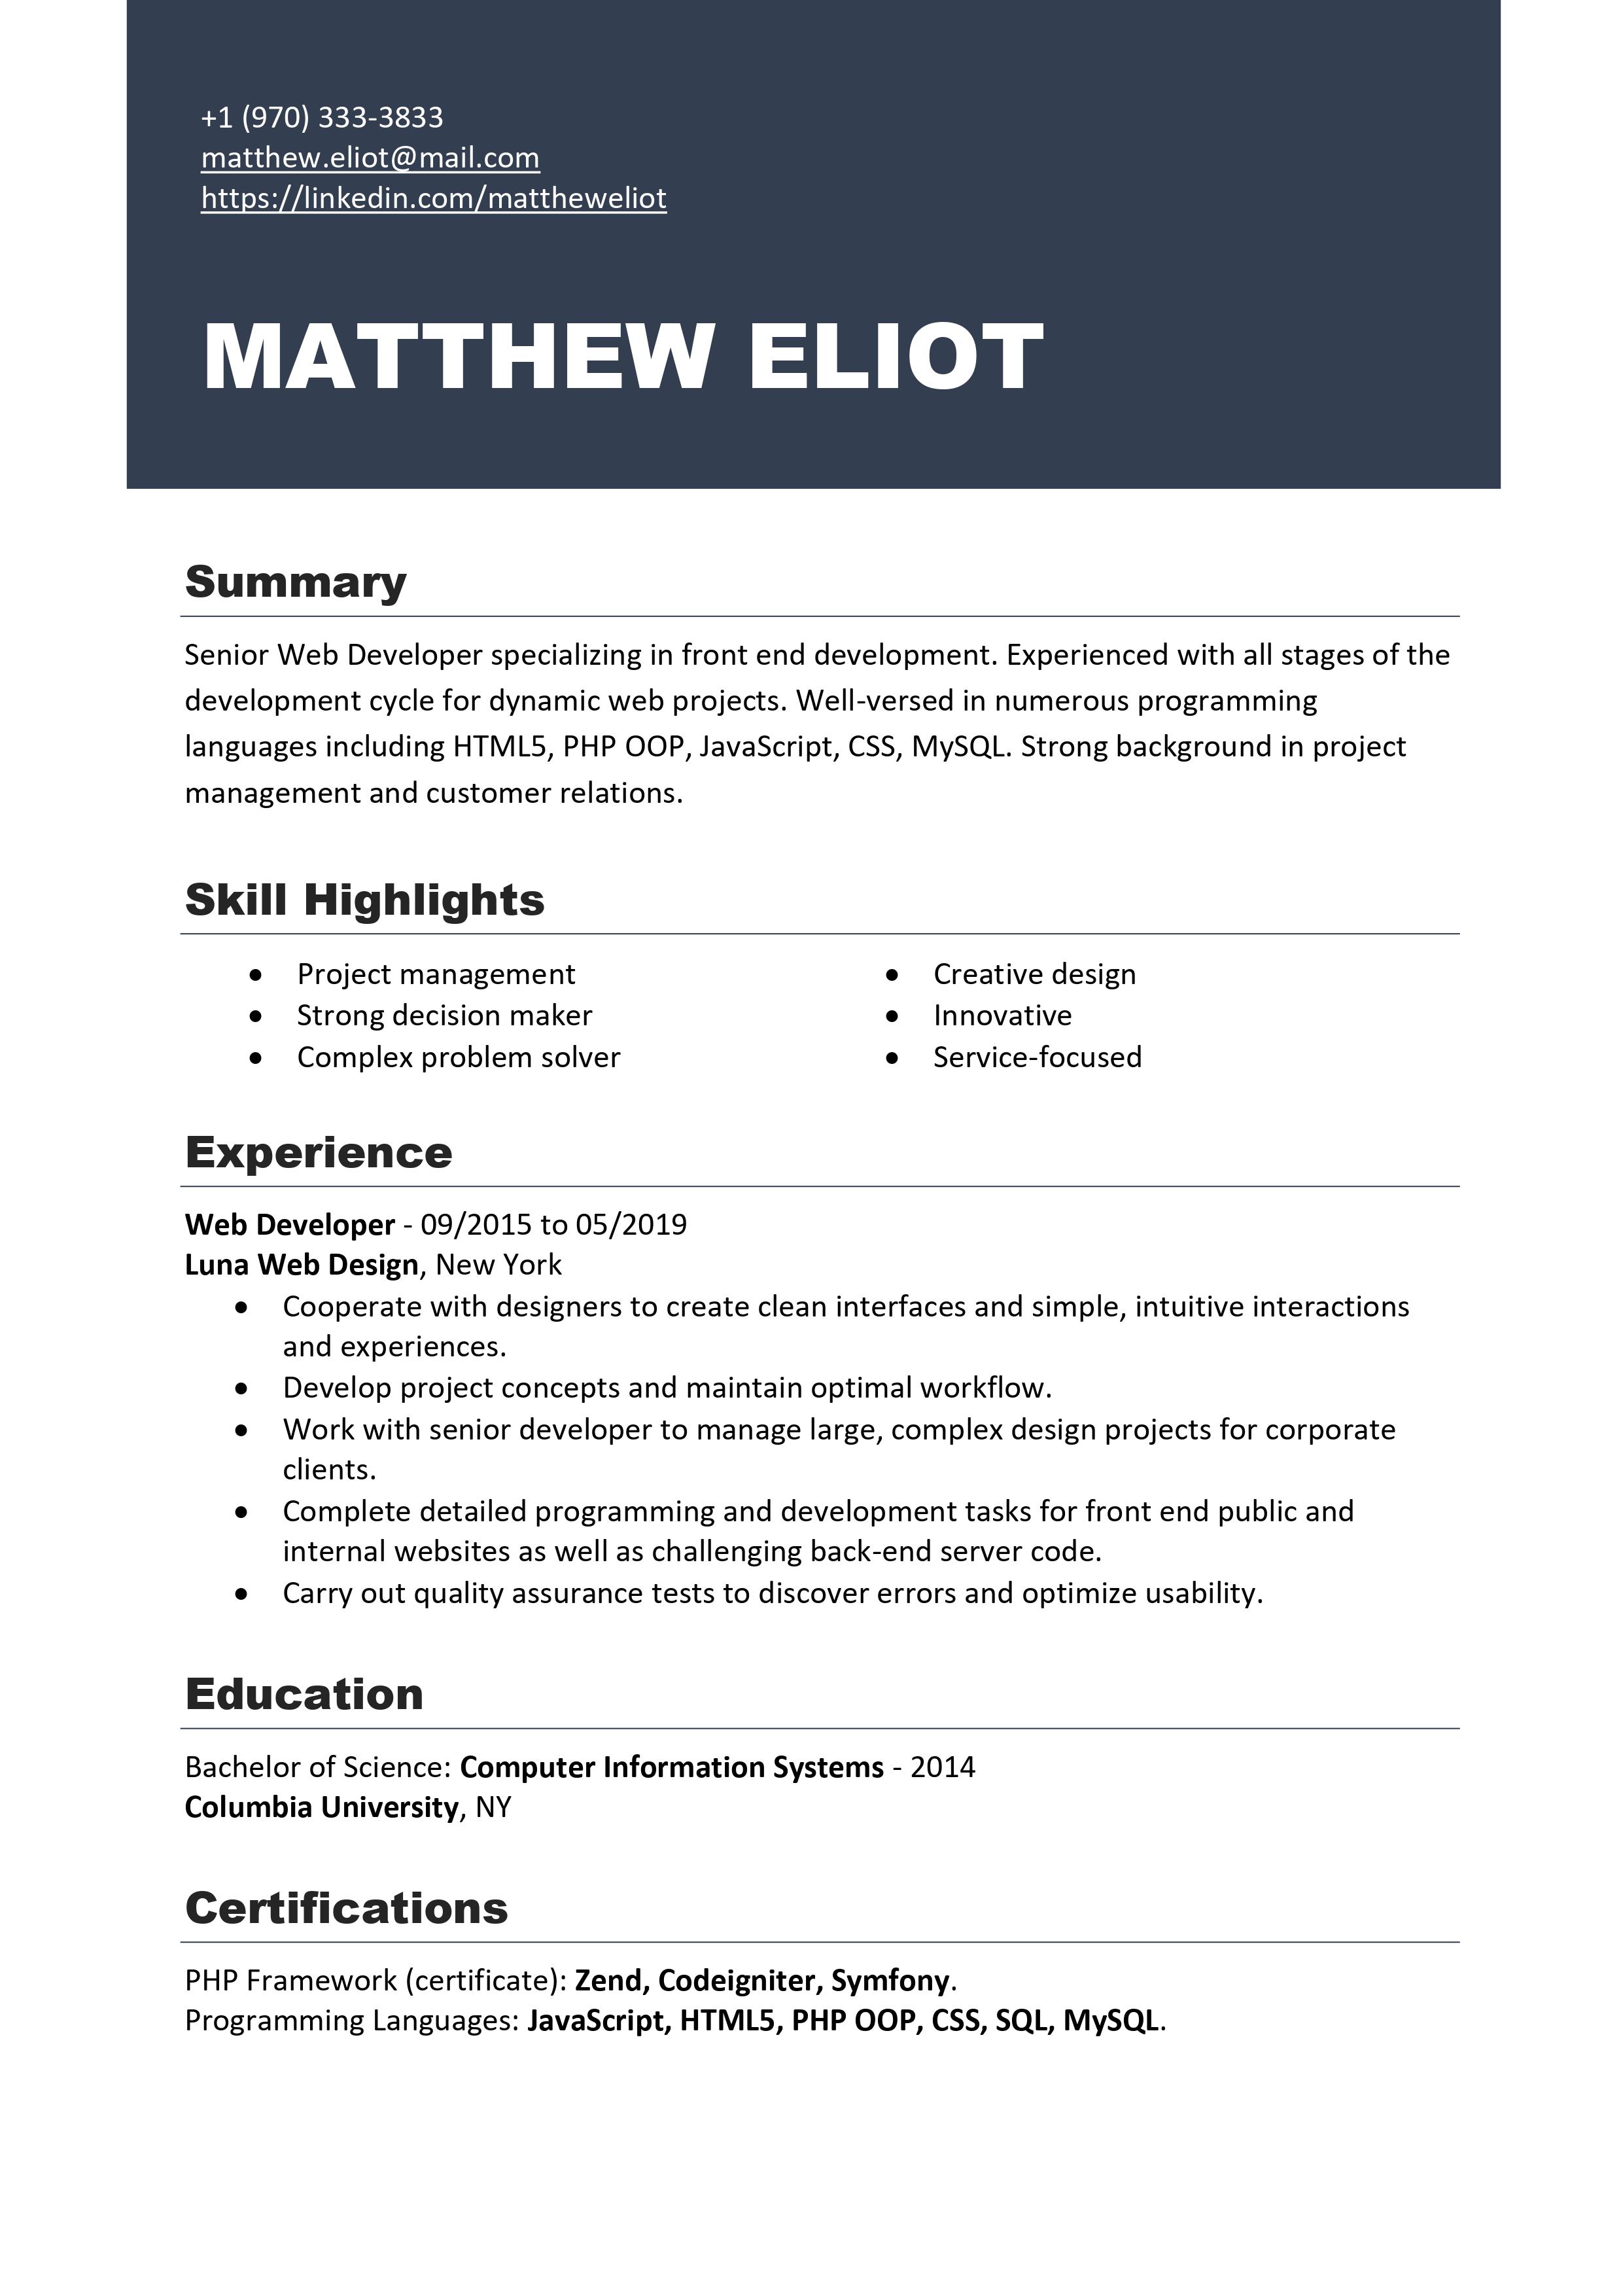 +1 (970) 333-3833
matthew.eliot@mail.com
https://linkedin.com/mattheweliot
MATTHEW ELIOT
Summary
Senior Web Developer specializing in front end development. Experienced with all stages of the
development cycle for dynamic web projects. Well-versed in numerous programming
languages including HTML5, PHP OOP, JavaScript, CSS, MySQL. Strong background in project
management and customer relations.
Skill Highlights
• Project management
• Strong decision maker
• Complex problem solver
• Creative design
• Innovative
• Service-focused
Experience
Web Developer - 09/2015 to 05/2019
Luna Web Design, New York
• Cooperate with designers to create clean interfaces and simple, intuitive interactions
and experiences.
• Develop project concepts and maintain optimal workflow.
• Work with senior developer to manage large, complex design projects for corporate
clients.
• Complete detailed programming and development tasks for front end public and
internal websites as well as challenging back-end server code.
• Carry out quality assurance tests to discover errors and optimize usability.
Education
Bachelor of Science: Computer Information Systems - 2014
Columbia University, NY
Certifications
PHP Framework (certificate): Zend, Codeigniter, Symfony.
Programming Languages: JavaScript, HTML5, PHP OOP, CSS, SQL, MySQL.